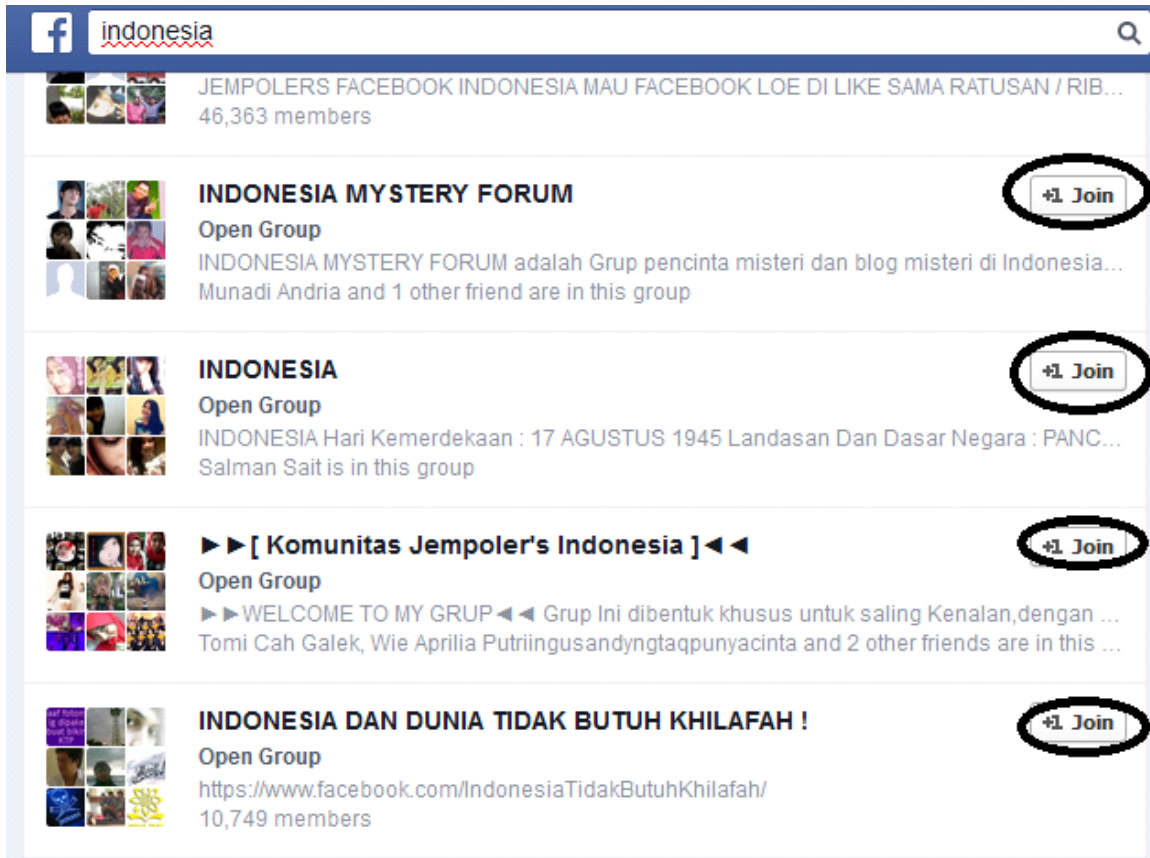 f
indonesia
JEMPOLERS FACEBOOK INDONESIA MAU FACEBOOK LOE DI LIKE SAMA RATUSAN / RIB...
46,363 members
INDONESIA MYSTERY FORUM
+1 Join
Open Group
INDONESIA MYSTERY FORUM adalah Grup pencinta misteri dan blog misteri di Indonesia...
Munadi Andria and 1 other friend are in this group
INDONESIA
+1 Join
Open Group
INDONESIA Hari Kemerdekaan : 17 AGUSTUS 1945 Landasan Dan Dasar Negara : PANC...
Salman Sait is in this group
►►[ Komunitas Jempoler's Indonesia ]◄◄
+1 Join
Open Group
►►WELCOME TO MY GRUP◄◄ Grup Ini dibentuk khusus untuk saling Kenalan,dengan ...
Tomi Cah Galek, Wie Aprilia Putriingusandyngtaqpunyacinta and 2 other friends are in this ...
INDONESIA DAN DUNIA TIDAK BUTUH KHILAFAH !
+1 Join
Open Group
https://www.facebook.com/IndonesiaTidakButuhKhilafah/
10,749 members